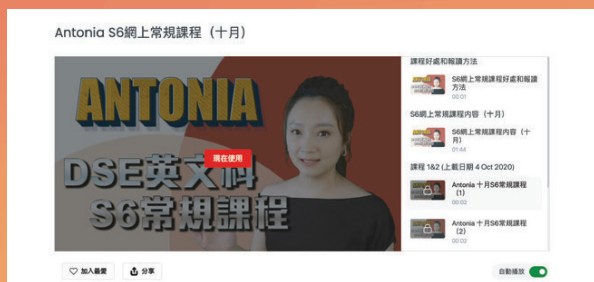 Antonia S6網上常規課程（十月）
ANTONIA
DSE英文科
S6常規課程
現在使用
課程好處和報讀方法
S6網上常規課程好處和報讀
方法
00:01
S6網上常規課程内容（十月）
S6網上常規課程内容（十
月）
01:44
課程 1&2 (上載日期 4 Oct 2020)
Antonia 十月S6常規課程
(1)
00:02
Antonia 十月S6常規課程
(2)
00:02
加入最愛
分享
自動播放